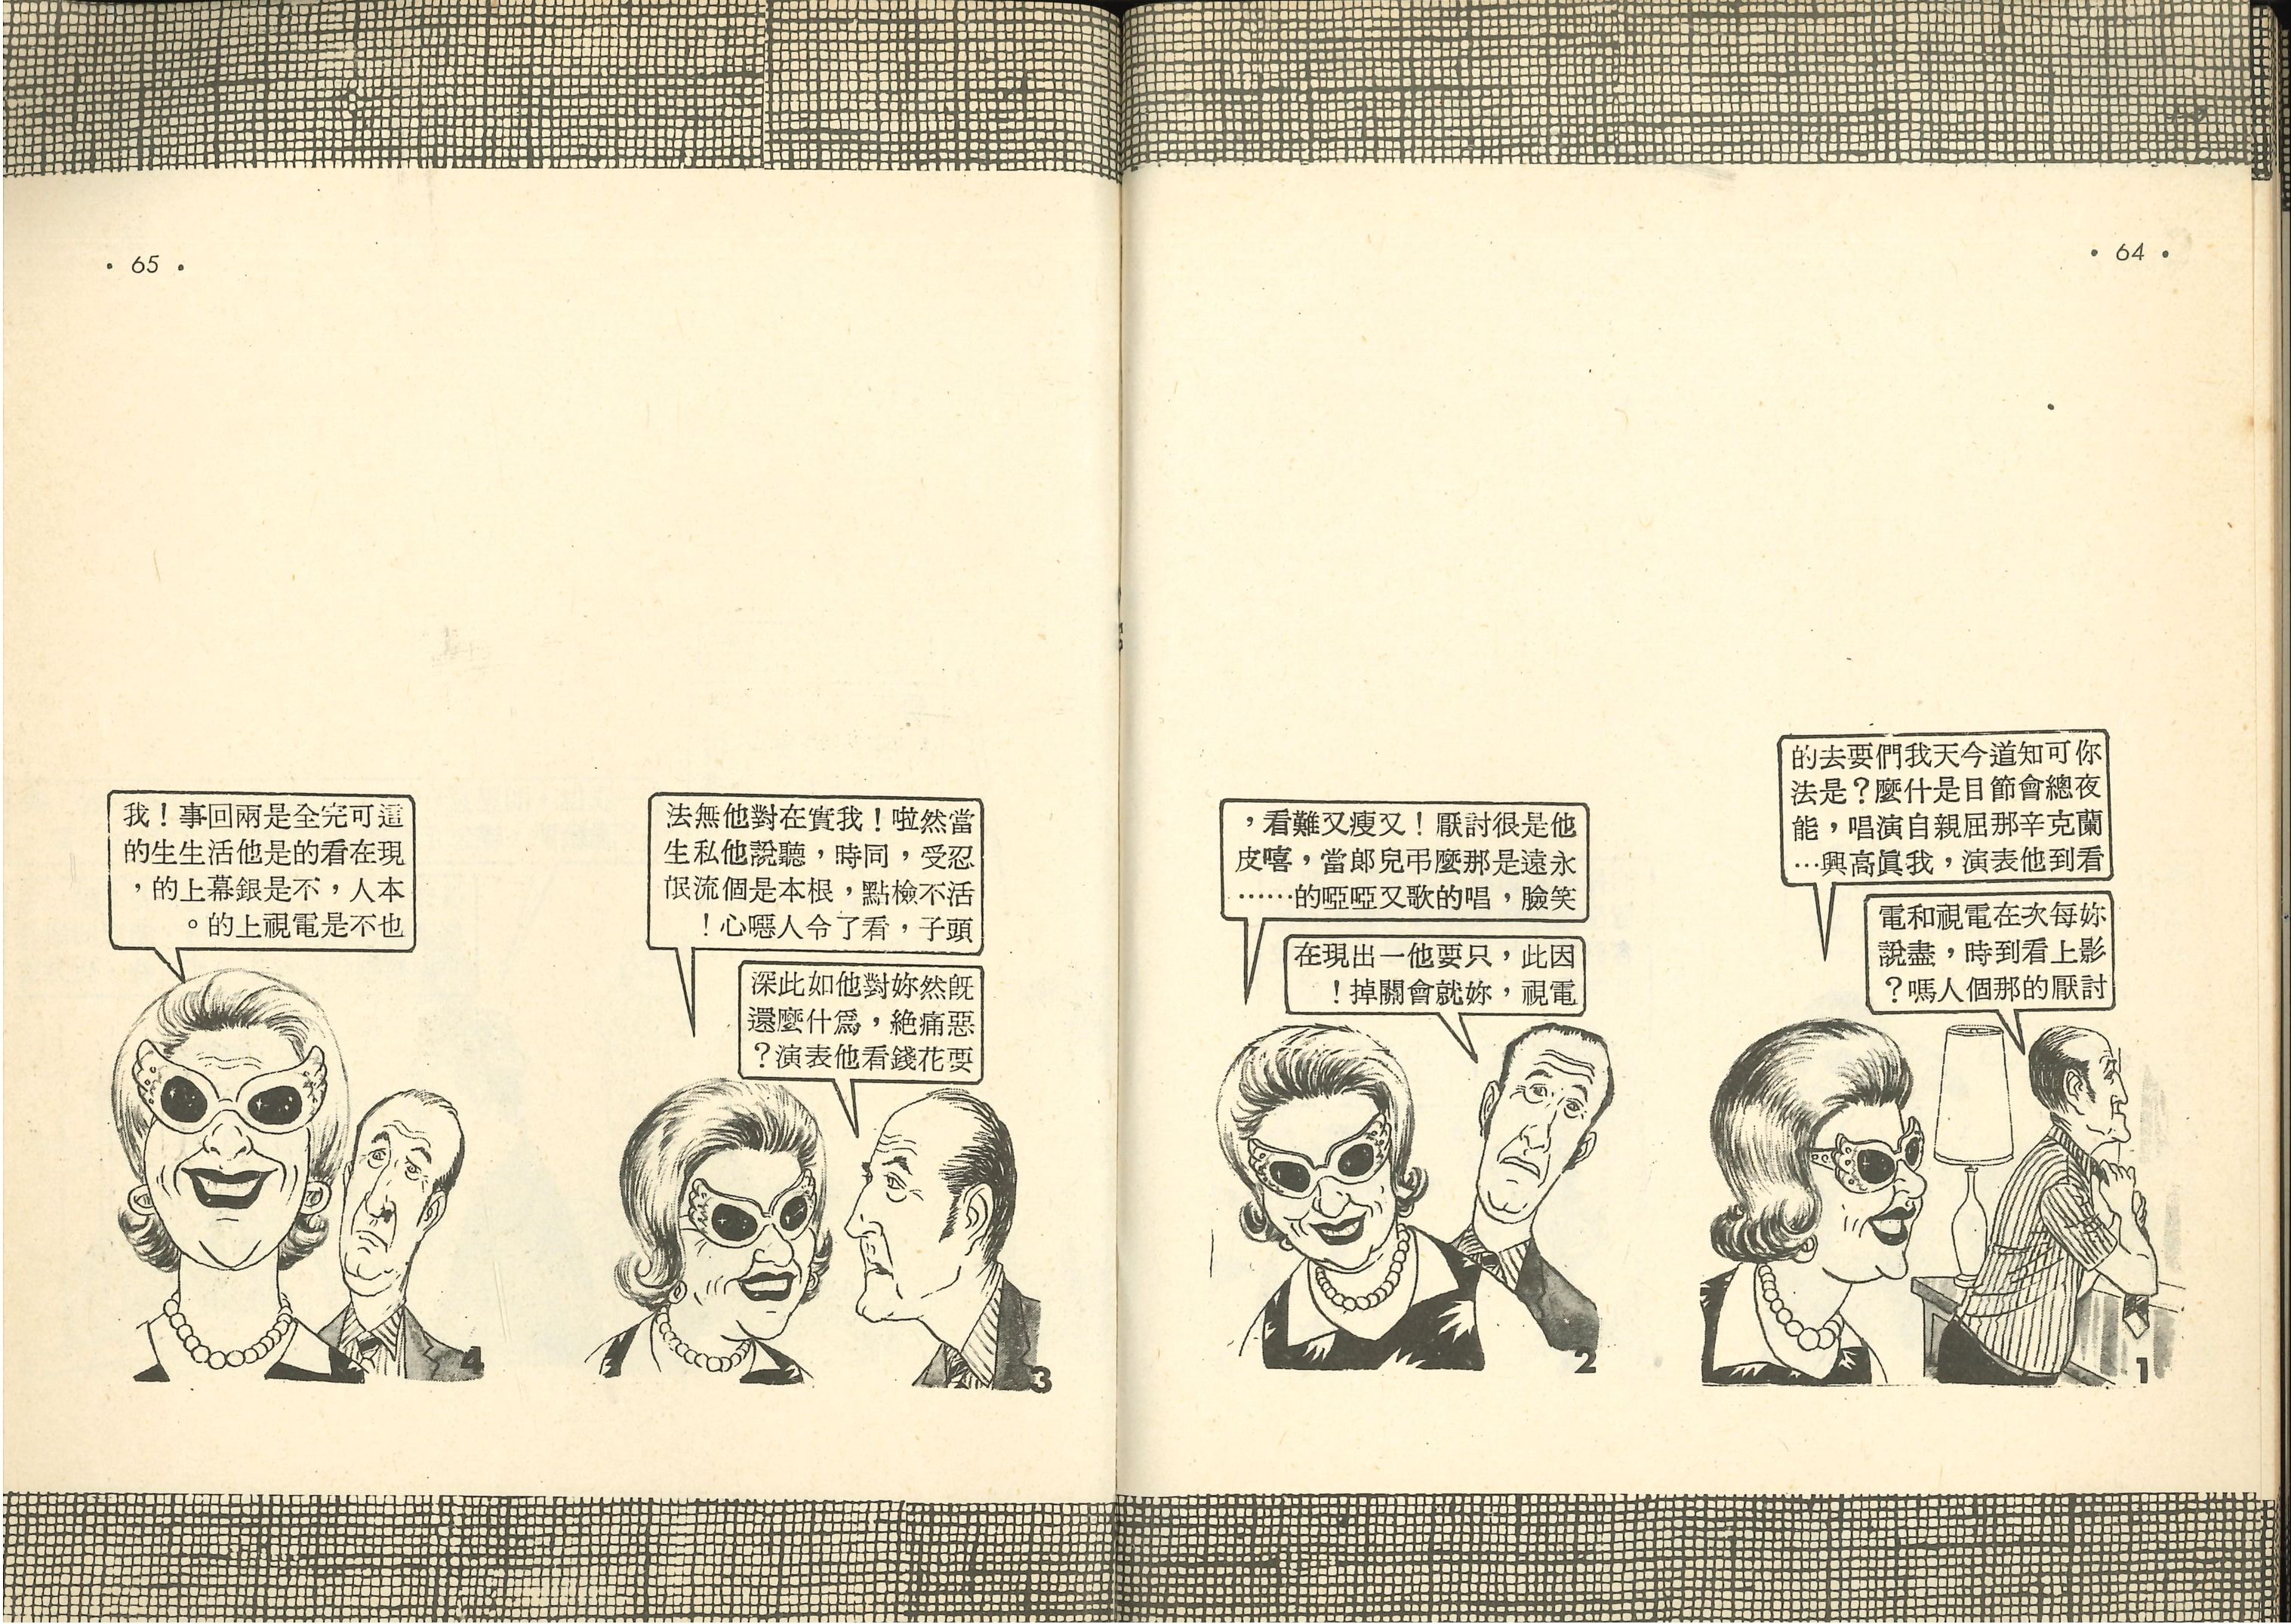 • 64 •
你可知道今天我們要去的
夜總會節目是什麼？是法
蘭克辛那屈親自演唱，能
看到他表演，我眞高興…
妳每次在電視和電
影上看到時，盡說
討厭的那個人嗎？
1
他是很討厭！又瘦又難看，
永遠是那麼弔兒郎當，嘻皮
笑臉，唱的歌又啞啞的……
因此，只要他一出現在
電視，妳就會關掉！
2
• 65 •
當然啦！我實在對他無法
忍受，同時，聽說他私生
活不檢點，根本是個流氓
頭子，看了令人噁心！
旣然妳對他如此深
惡痛絶，爲什麼還
要花錢看他表演？
3
這可完全是兩回事！我
現在看的是他活生生的
本人，不是銀幕上的，
也不是電視上的。
4